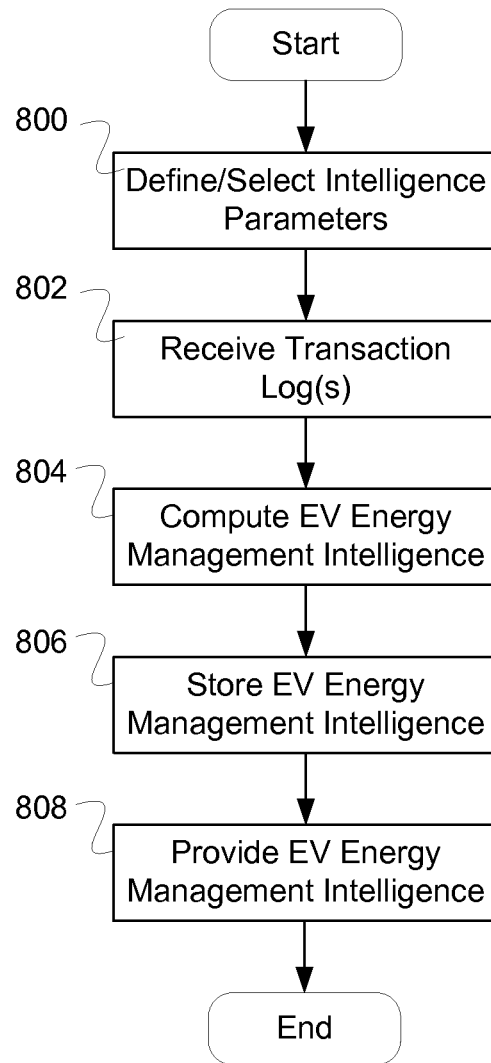 Start
800
Define/Select Intelligence
Parameters
802
Receive Transaction
Log(s)
804
Compute EV Energy
Management Intelligence
806
Store EV Energy
Management Intelligence
808
Provide EV Energy
Management Intelligence
End